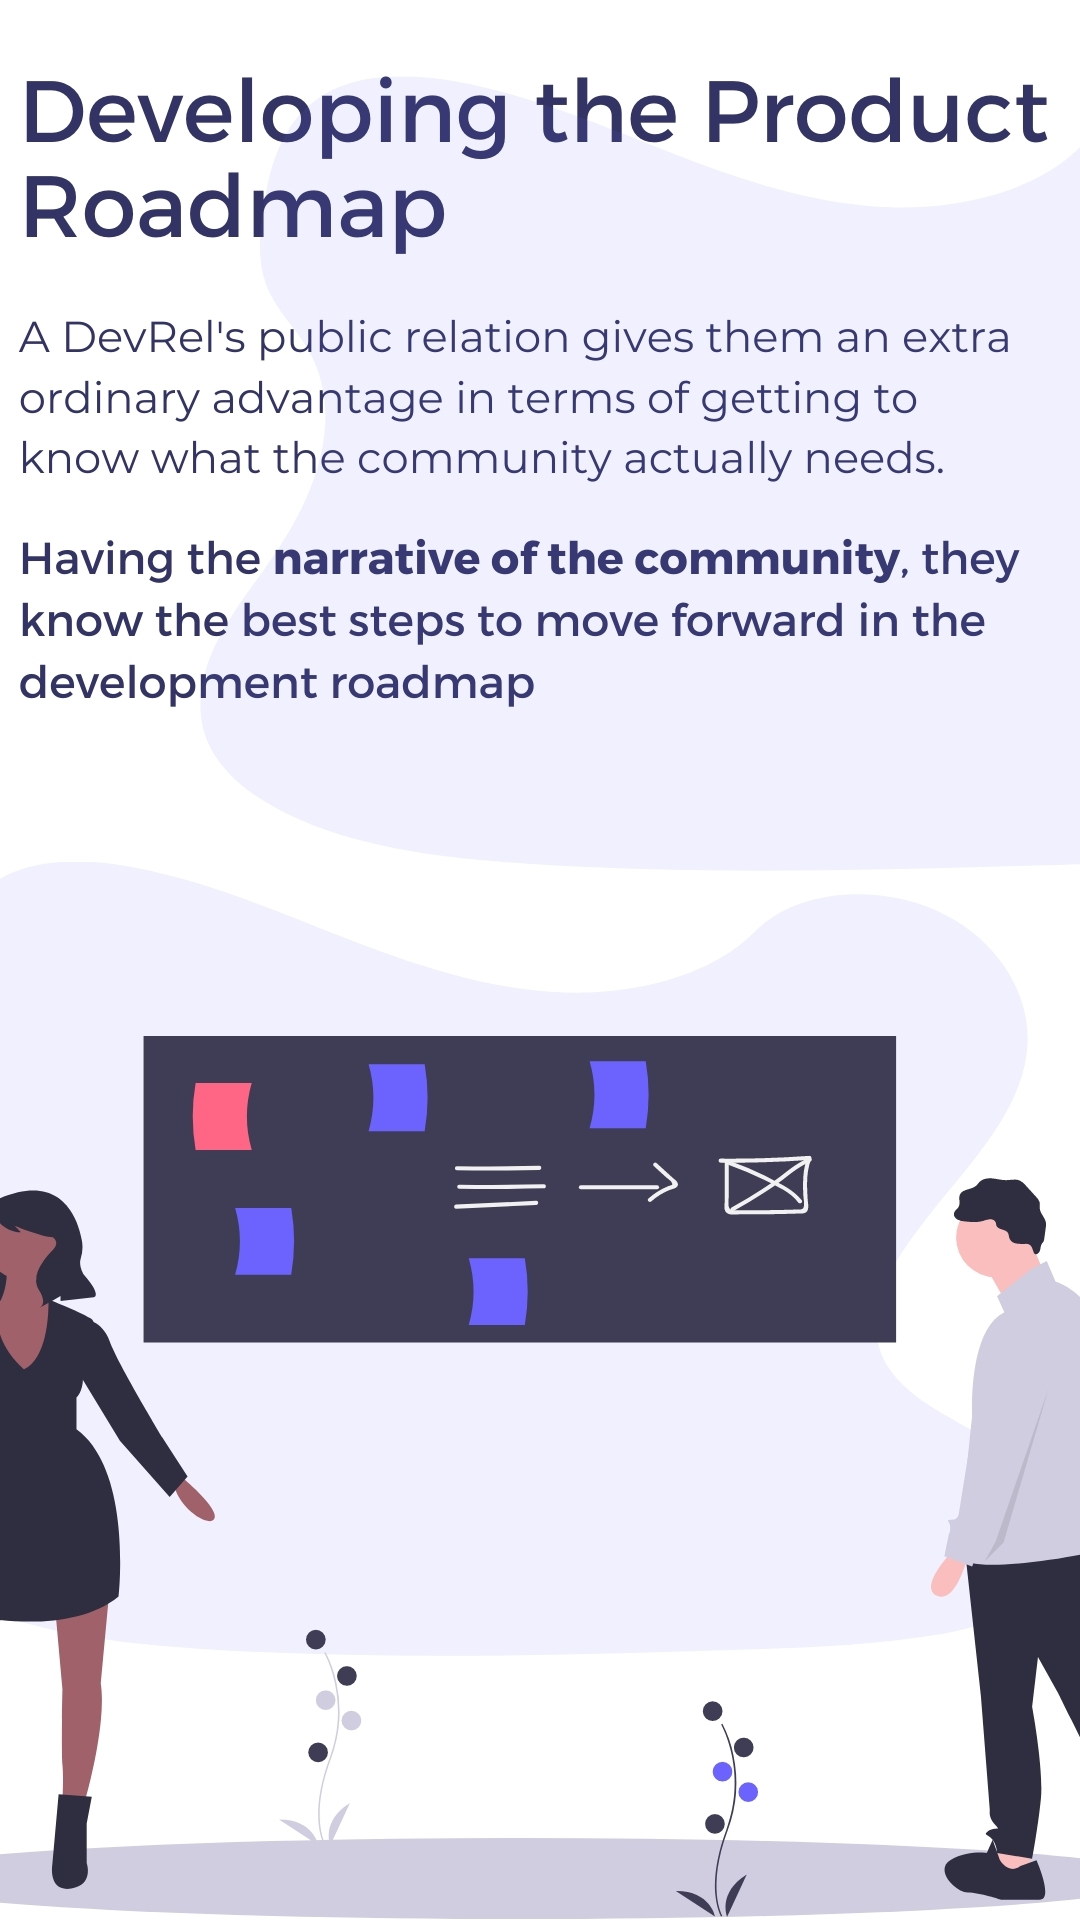 Developing the Product
Roadmap
A DevRel's public relation gives them an extra
ordinary advantage in terms of getting to
know what the community actually needs.
Having the narrative of the community, they
know the best steps to move forward in the
development roadmap